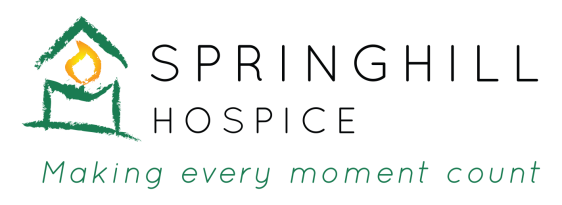 SPRINGHILL
HOSPICE
Making every moment count